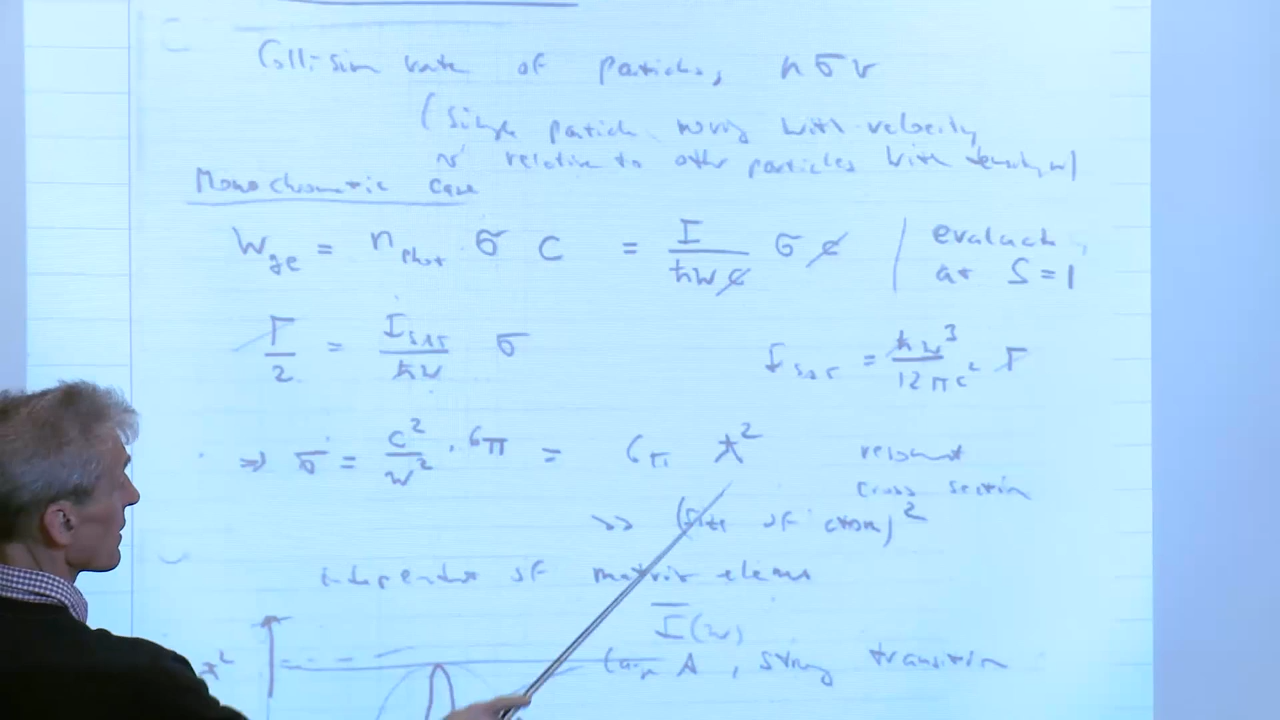 Collision rate of particles, n σ v
(single particle moving with velocity
v relative to other particles with density n)
Monochromatic case
W_ge = n_phot σ c = I/ħω¢ σ ¢ | evaluate at S=1
Γ/2 = I_SAT/ħω σ I_SAT = ħω³/12πc² Γ
⇒ σ = c²/ω² · 6π = 6π ƛ² resonant
cross section
>> (size of atom)²
independent of matrix element
I(ω)
ƛ² A, strong transition